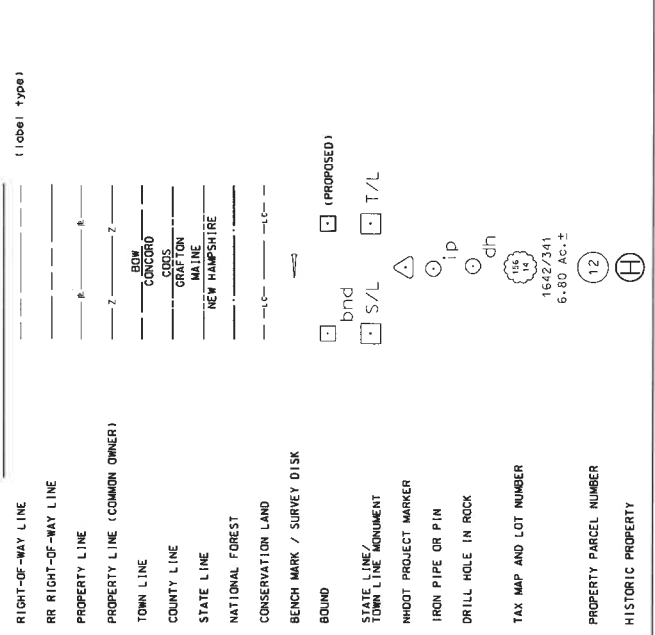 RIGHT-OF-WAY LINE (label type)
RR RIGHT-OF-WAY LINE
PROPERTY LINE
PROPERTY LINE (COMMON OWNER) Z Z
TOWN LINE BOW
CONCORD
COUNTY LINE COOS
GRAFTON
STATE LINE MAINE
NEW HAMPSHIRE
NATIONAL FOREST
CONSERVATION LAND LC LC
BENCH MARK / SURVEY DISK
BOUND bnd (PROPOSED)
STATE LINE/
TOWN LINE MONUMENT S/L T/L
NHDOT PROJECT MARKER
IRON PIPE OR PIN ip
DRILL HOLE IN ROCK dh
TAX MAP AND LOT NUMBER 156
14
1642/341
6.80 Ac.±
PROPERTY PARCEL NUMBER 12
HISTORIC PROPERTY H